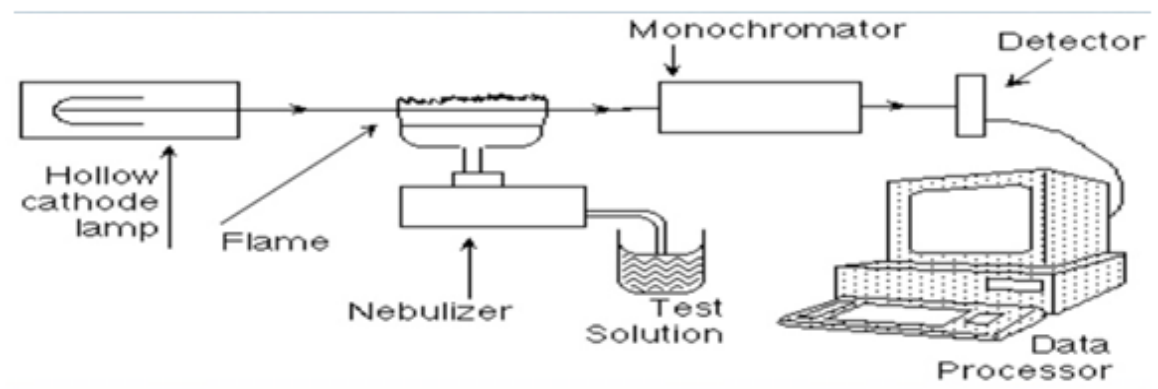 Monochromator
Detector
Hollow
cathode
lamp
Flame
Nebulizer
Test
Solution
Data
Processor